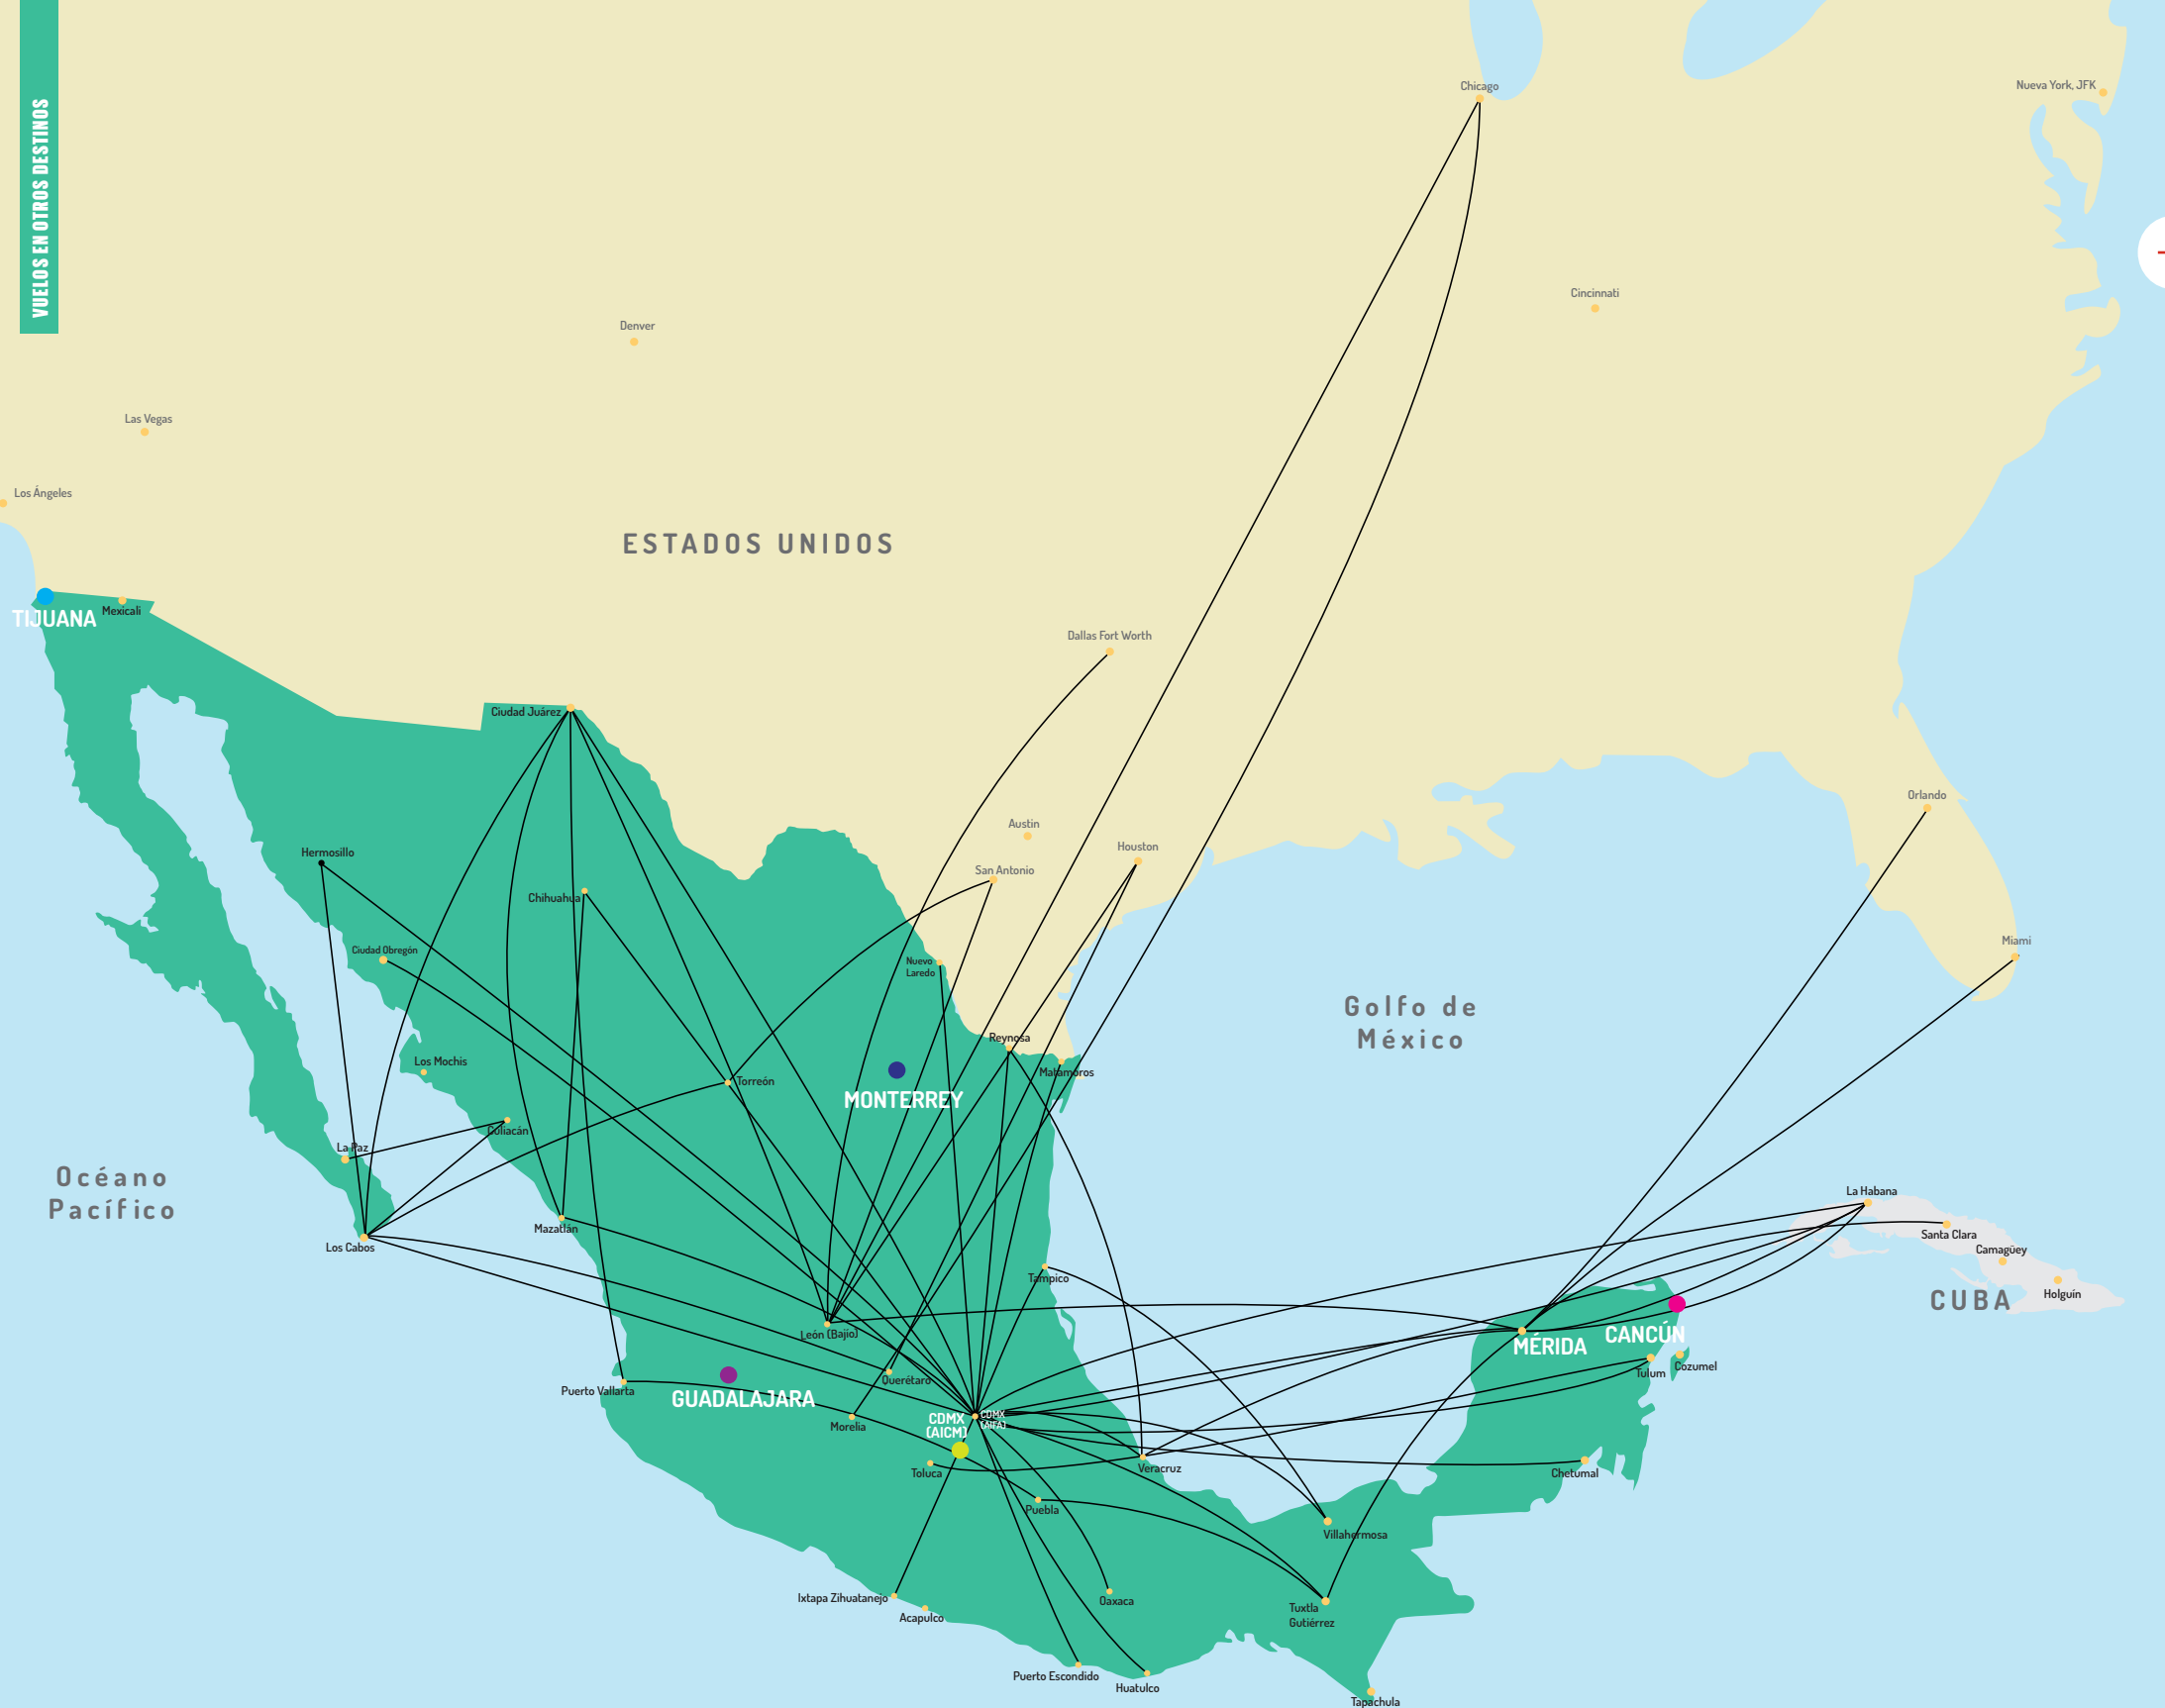 VUELOS EN OTROS DESTINOS
Chicago
Nueva York, JFK
Cincinnati
Denver
Las Vegas
Los Ángeles
ESTADOS UNIDOS
TIJUANA
Mexicali
Dallas Fort Worth
Ciudad Juárez
Orlando
Austin
Houston
San Antonio
Hermosillo
Chihuahua
Miami
Ciudad Obregón
Nuevo
Laredo
Golfo de
México
Reynosa
Los Mochis
Matamoros
Torreón
MONTERREY
Culiacán
La Paz
Océano
Pacífico
La Habana
Mazatlán
Santa Clara
Los Cabos
Camagüey
Tampico
Holguín
CUBA
León (Bajío)
MÉRIDA
CANCÚN
Cozumel
Tulum
Querétaro
Puerto Vallarta
GUADALAJARA
Morelia
CDMX
(AICM)
CDMX
(AIFA)
Toluca
Veracruz
Chetumal
Puebla
Villahermosa
Ixtapa Zihuatanejo
Oaxaca
Acapulco
Tuxtla
Gutiérrez
Puerto Escondido
Huatulco
Tapachula